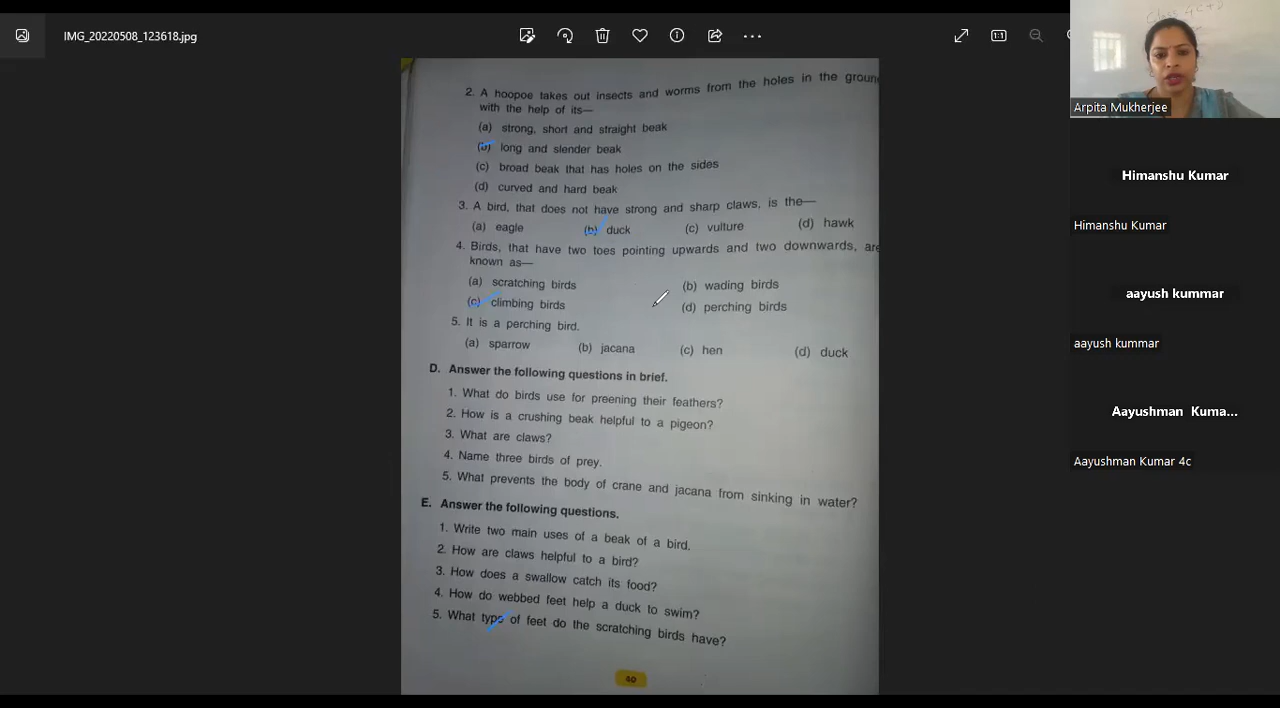 IMG_20220508_123618.jpg
2. A hoopoe takes out insects and worms from the holes in the groun
with the help of its—
(a) strong, short and straight beak
(b) long and slender beak
(c) broad beak that has holes on the sides
(d) curved and hard beak
3. A bird, that does not have strong and sharp claws, is the—
(a) eagle (b) duck (c) vulture (d) hawk
4. Birds, that have two toes pointing upwards and two downwards, are
known as—
(a) scratching birds (b) wading birds
(c) climbing birds (d) perching birds
5. It is a perching bird.
(a) sparrow (b) jacana (c) hen (d) duck
D. Answer the following questions in brief.
1. What do birds use for preening their feathers?
2. How is a crushing beak helpful to a pigeon?
3. What are claws?
4. Name three birds of prey.
5. What prevents the body of crane and jacana from sinking in water?
E. Answer the following questions.
1. Write two main uses of a beak of a bird.
2. How are claws helpful to a bird?
3. How does a swallow catch its food?
4. How do webbed feet help a duck to swim?
5. What type of feet do the scratching birds have?
40
1:1
Arpita Mukherjee
Himanshu Kumar
Himanshu Kumar
aayush kummar
aayush kummar
Aayushman Kuma...
Aayushman Kumar 4c